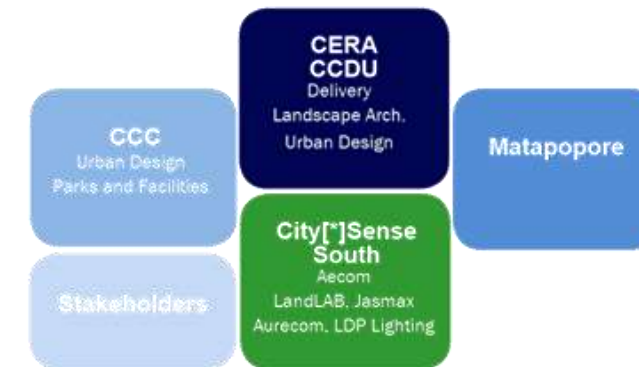 CERA
CCDU
Delivery
Landscape Arch.
Urban Design
CCC
Urban Design
Parks and Facilities
Matapopore
City[*]Sense
South
Aecom
LandLAB, Jasmax
Aurecom, LDP Lighting
Stakeholders